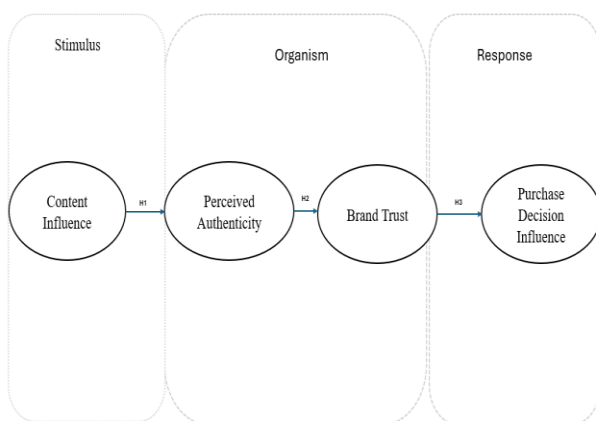 Stimulus
Organism
Response
Content
Influence
H1
Perceived
Authenticity
H2
Brand Trust
H3
Purchase
Decision
Influence